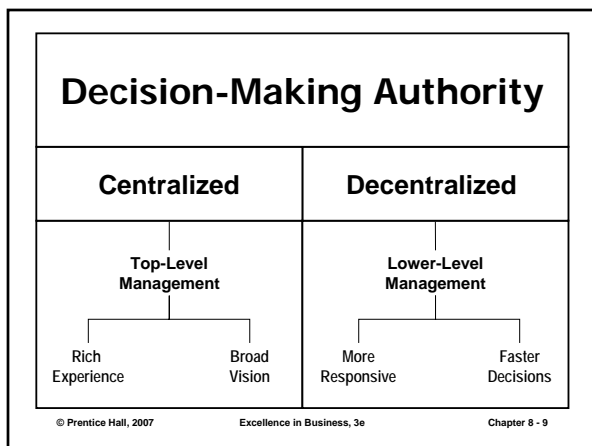 Decision-Making Authority
Centralized
Decentralized
Top-Level
Management
Lower-Level
Management
Rich
Experience
Broad
Vision
More
Responsive
Faster
Decisions
© Prentice Hall, 2007
Excellence in Business, 3e
Chapter 8 - 9